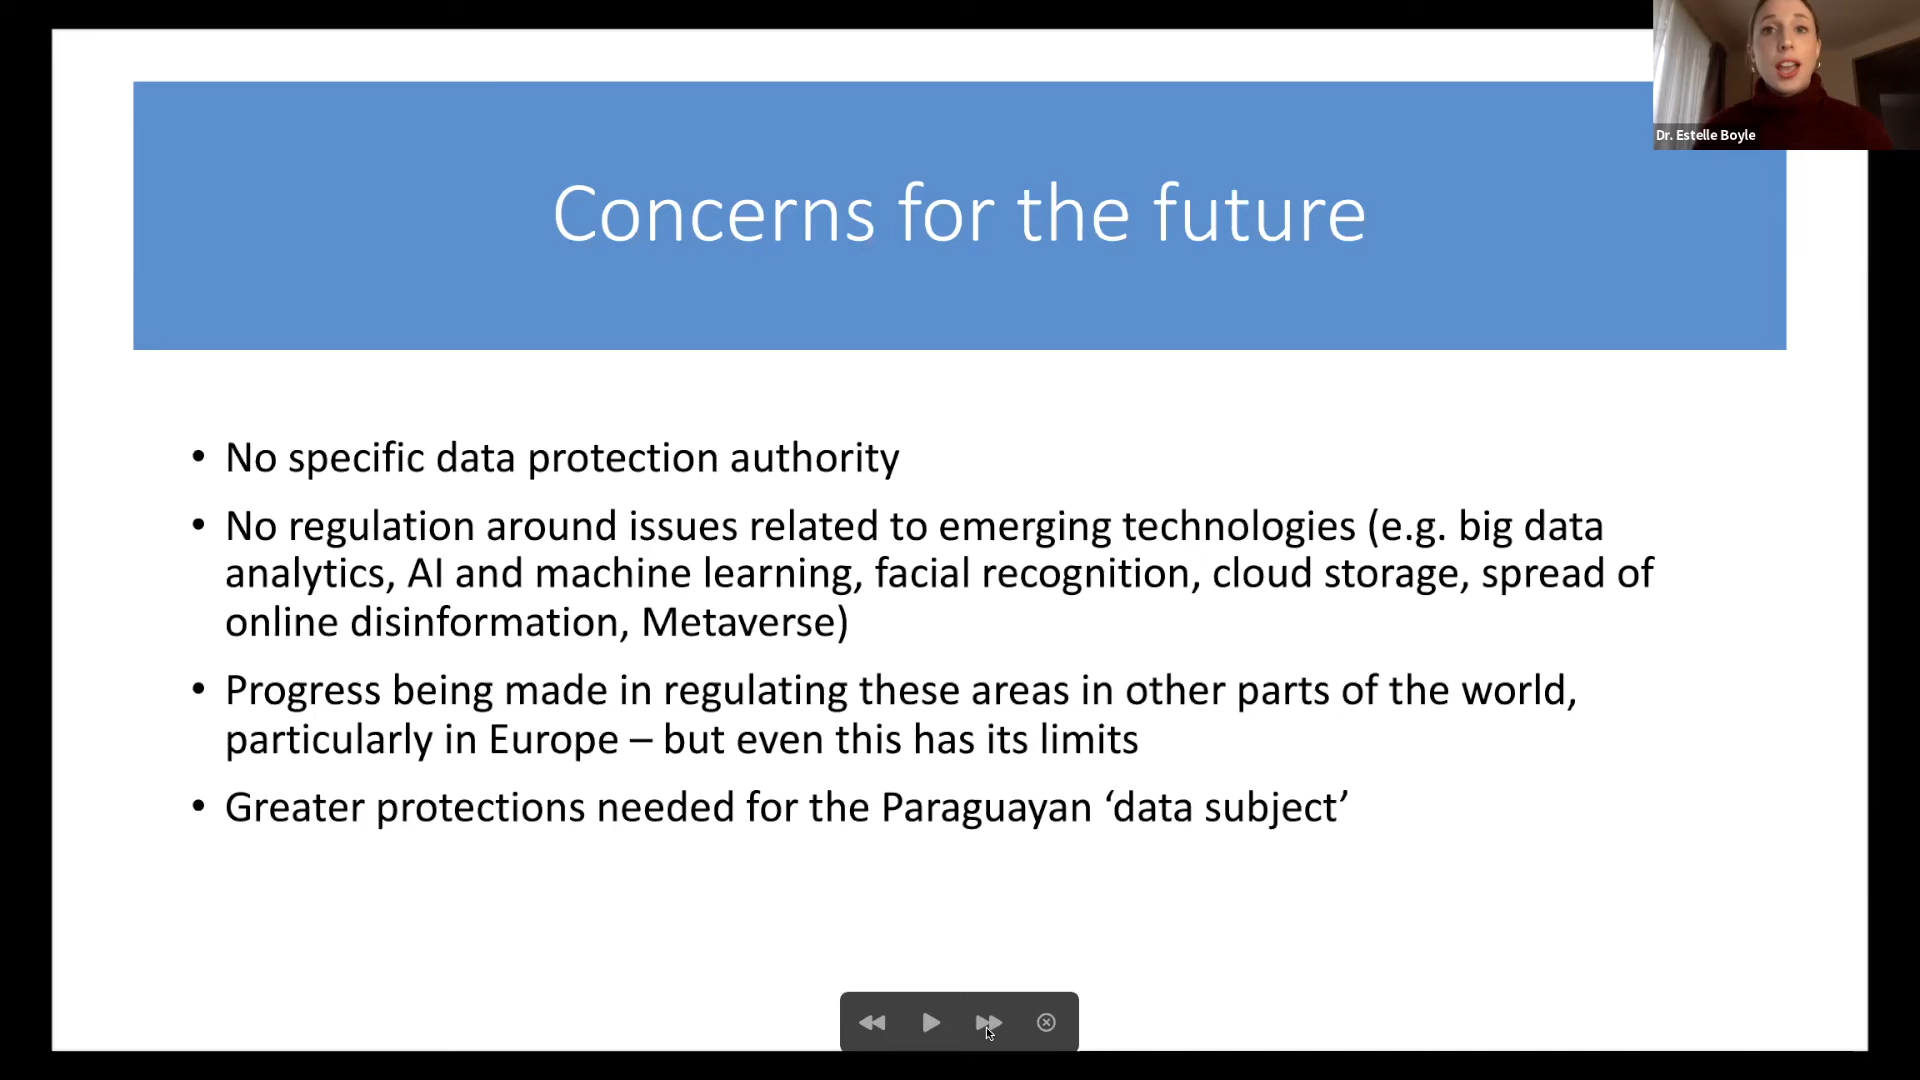 Dr. Estelle Boyle
Concerns for the future
• No specific data protection authority
• No regulation around issues related to emerging technologies (e.g. big data
analytics, AI and machine learning, facial recognition, cloud storage, spread of
online disinformation, Metaverse)
• Progress being made in regulating these areas in other parts of the world,
particularly in Europe – but even this has its limits
• Greater protections needed for the Paraguayan ‘data subject’